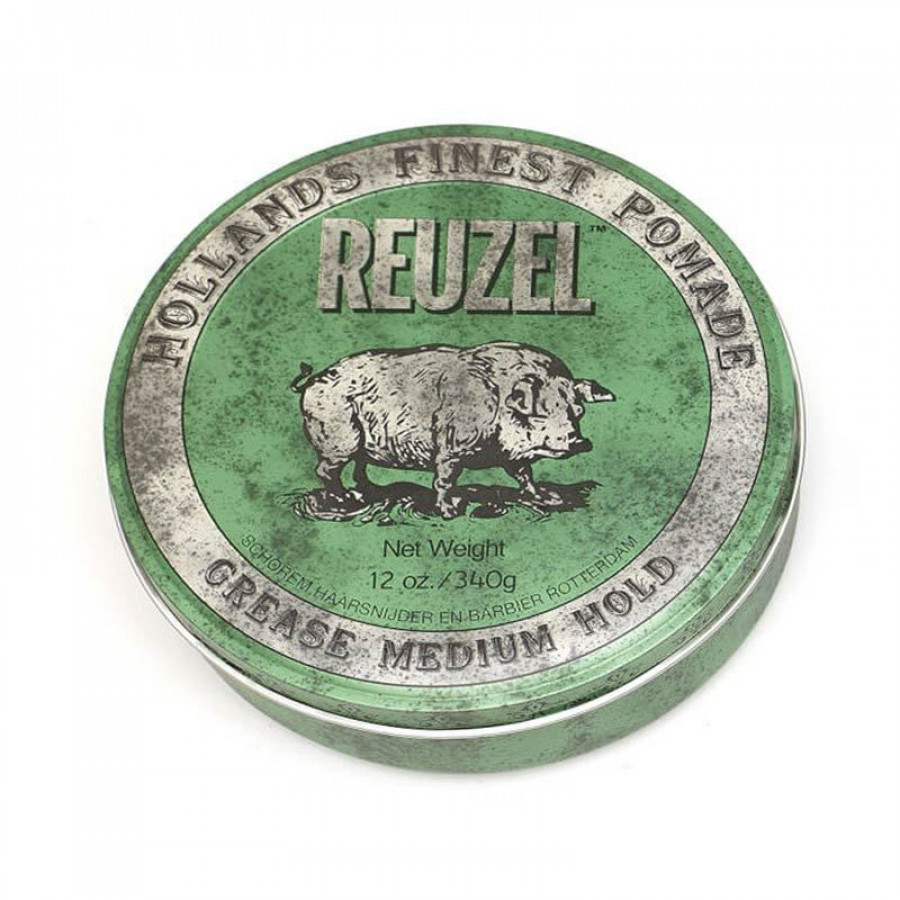 HOLLANDS FINEST POMADE
REUZEL™
Net Weight
12 oz./340g
SCHOREM, HAARSNIJDER EN BARBIER ROTTERDAM
GREASE MEDIUM HOLD